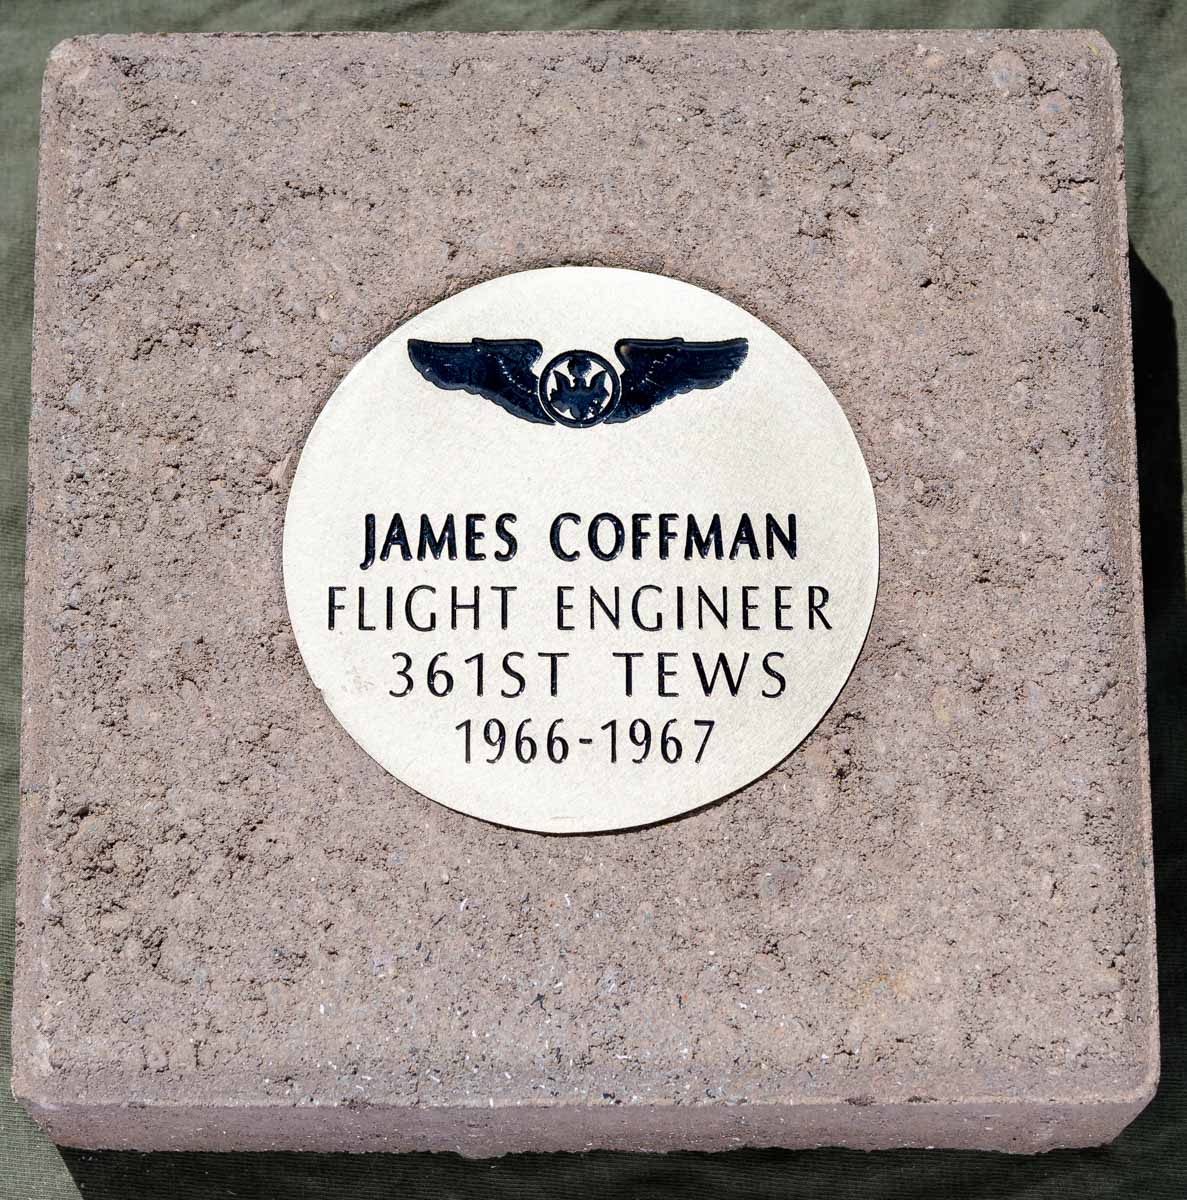 JAMES COFFMAN
FLIGHT ENGINEER
361ST TEWS
1966-1967